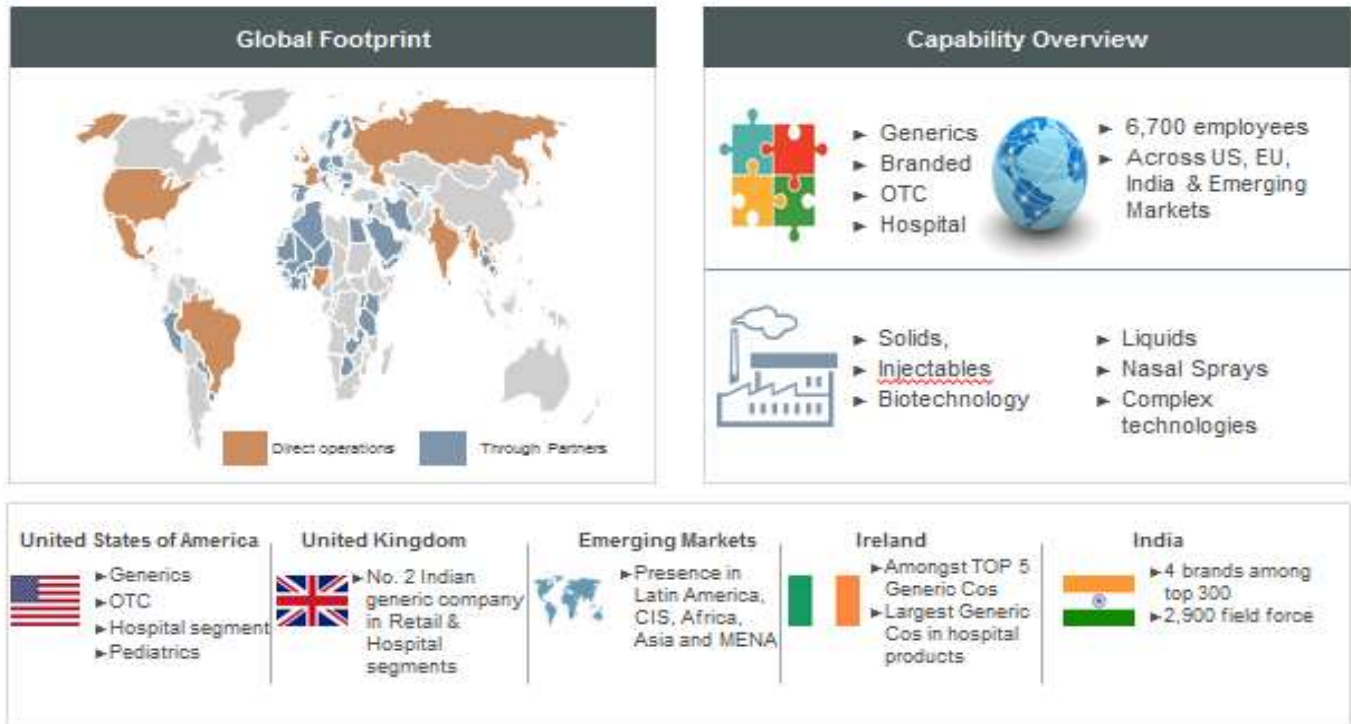 Global Footprint
Direct operations
Through Partners
Capability Overview
► Generics
► Branded
► OTC
► Hospital
► 6,700 employees
► Across US, EU,
India & Emerging
Markets
► Solids,
► Injectables
► Biotechnology
► Liquids
► Nasal Sprays
► Complex
technologies
United States of America
►Generics
►OTC
►Hospital segment
►Pediatrics
United Kingdom
►No. 2 Indian
generic company
in Retail &
Hospital
segments
Emerging Markets
►Presence in
Latin America,
CIS, Africa,
Asia and MENA
Ireland
►Amongst TOP 5
Generic Cos
►Largest Generic
Cos in hospital
products
India
►4 brands among
top 300
►2,900 field force